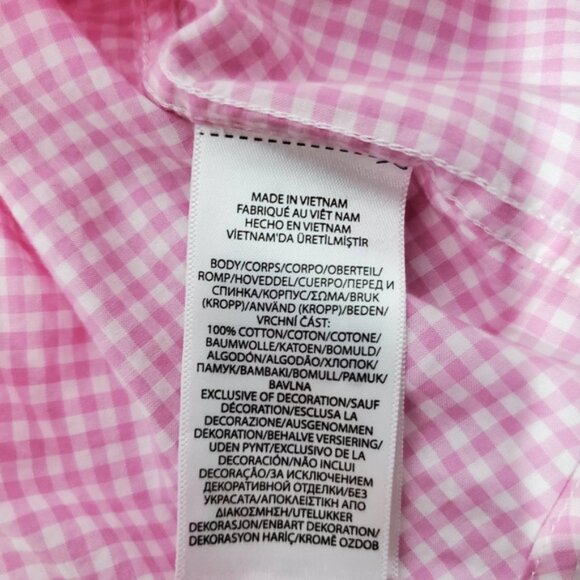 MADE IN VIETNAM
FABRIQUÉ AU VIÊT NAM
HECHO EN VIETNAM
VİETNAM'DA ÜRETİLMİŞTİR
BODY/CORPS/CORPO/OBERTEIL/
ROMP/HOVEDDEL/CUERPO/ПЕРЕД И
СПИНКА/КОРПУС/ΣΩΜΑ/BRUK
(KROPP)/ANVÄND (KROPP)/BEDEN/
VRCHNÍ ČÁST:
100% COTTON/COTON/COTONE/
BAUMWOLLE/KATOEN/BOMULD/
ALGODÓN/ALGODÃO/ХЛОПОК/
ПАМУК/ΒΑΜΒΑΚΙ/BOMULL/PAMUK/
BAVLNA
EXCLUSIVE OF DECORATION/SAUF
DÉCORATION/ESCLUSA LA
DECORAZIONE/AUSGENOMMEN
DEKORATION/BEHALVE VERSIERING/
UDEN PYNT/EXCLUSIVO DE LA
DECORACIÓN/NÃO INCLUI
DECORAÇÃO/ЗА ИСКЛЮЧЕНИЕМ
ДЕКОРАТИВНОЙ ОТДЕЛКИ/БЕЗ
УКРАСАТА/ΑΠΟΚΛΕΙΣΤΙΚΗ ΑΠΟ
ΔΙΑΚΟΣΜΗΣΗ/UTELUKKER
DEKORASJON/ENBART DEKORATION/
DEKORASYON HARİÇ/KROMĚ OZDOB